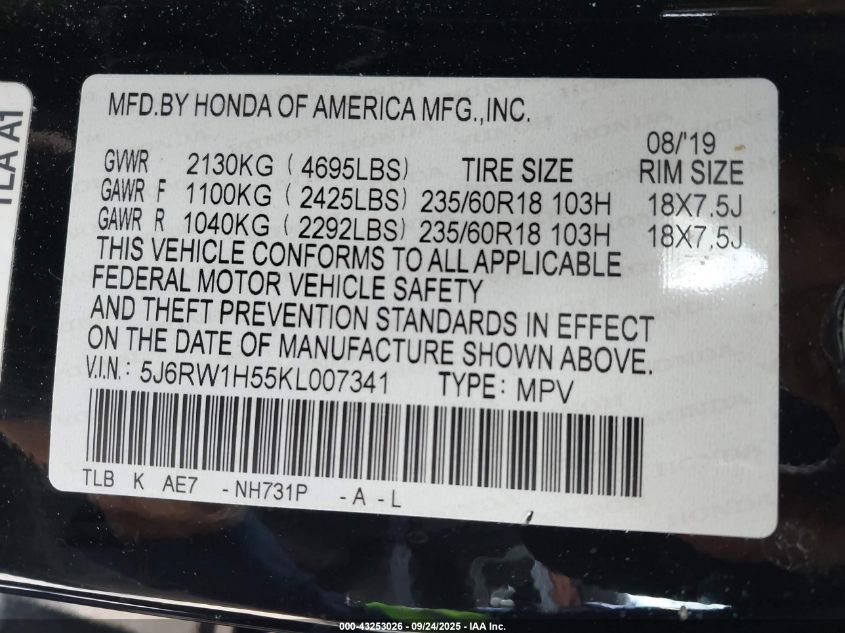 TLA A1
MFD.BY HONDA OF AMERICA MFG.,INC.
08/'19
GVWR 2130KG (4695LBS) TIRE SIZE RIM SIZE
GAWR F 1100KG (2425LBS) 235/60R18 103H 18X7.5J
GAWR R 1040KG (2292LBS) 235/60R18 103H 18X7.5J
THIS VEHICLE CONFORMS TO ALL APPLICABLE
FEDERAL MOTOR VEHICLE SAFETY
AND THEFT PREVENTION STANDARDS IN EFFECT
ON THE DATE OF MANUFACTURE SHOWN ABOVE.
V.I.N.: 5J6RW1H55KL007341 TYPE: MPV
TLB K AE7 -NH731P -A-L
000-43253026 - 09/24/2025 - IAA Inc.